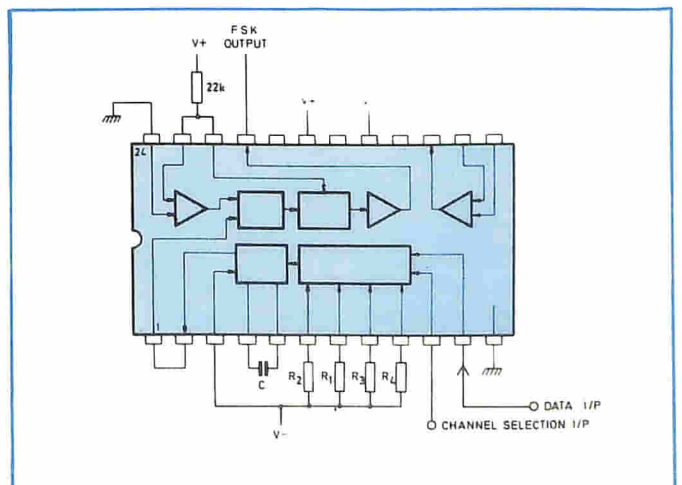 FSK
V+ OUTPUT
22k
V+
24
1
C
R2 R1 R3 R4
V-
DATA I/P
CHANNEL SELECTION I/P